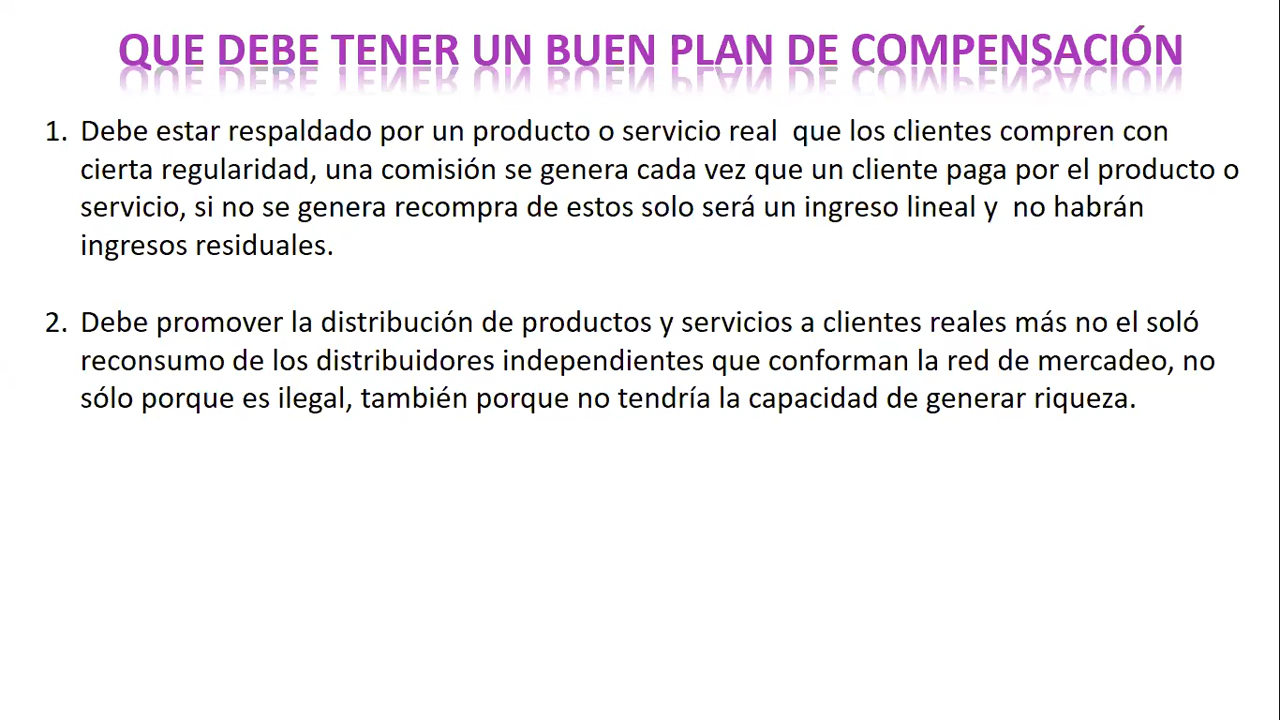 QUE DEBE TENER UN BUEN PLAN DE COMPENSACIÓN
1. Debe estar respaldado por un producto o servicio real  que los clientes compren con
cierta regularidad, una comisión se genera cada vez que un cliente paga por el producto o
servicio, si no se genera recompra de estos solo será un ingreso lineal y  no habrán
ingresos residuales.
2. Debe promover la distribución de productos y servicios a clientes reales más no el soló
reconsumo de los distribuidores independientes que conforman la red de mercadeo, no
sólo porque es ilegal, también porque no tendría la capacidad de generar riqueza.